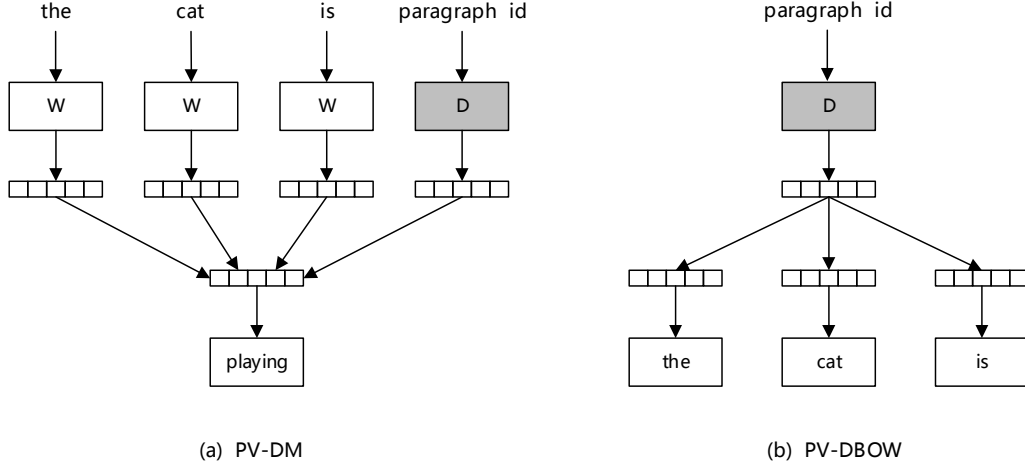 the cat is paragraph id
W W W D
playing
(a) PV-DM
paragraph id
D
the cat is
(b) PV-DBOW